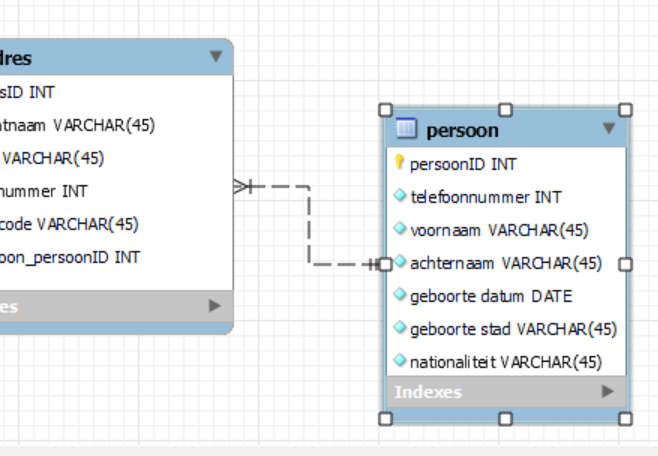 dres
sID INT
atnaam VARCHAR(45)
VARCHAR(45)
nummer INT
code VARCHAR(45)
oon_persoonID INT
es
persoon
persoonID INT
telefoonnummer INT
voornaam VARCHAR(45)
achternaam VARCHAR(45)
geboorte datum DATE
geboorte stad VARCHAR(45)
nationaliteit VARCHAR(45)
Indexes